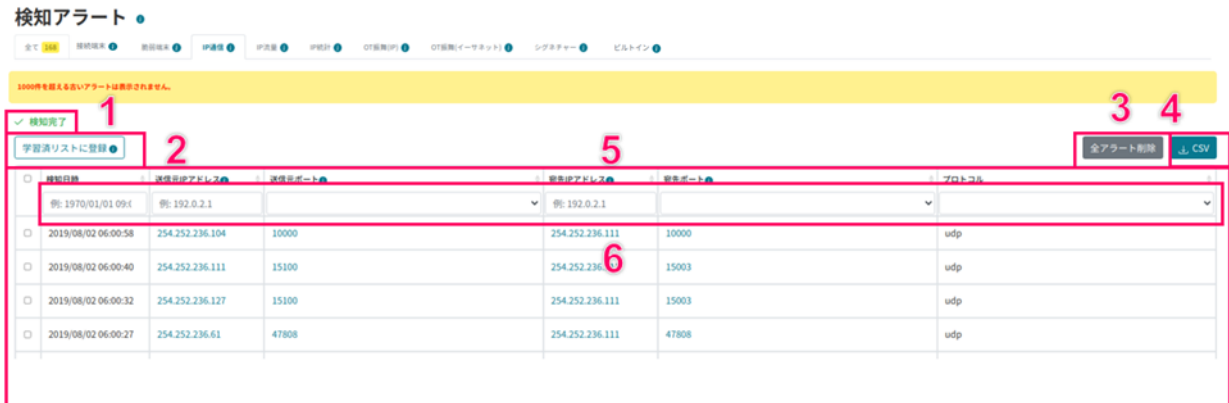 検知アラート
全て 168 接続端末 脆弱端末 IP通信 IP流量 IP統計 OT振舞(IP) OT振舞(イーサネット) シグネチャー ビルトイン
1000件を超える古いアラートは表示されません。
検知完了 1
学習済リストに登録 2 5 3 全アラート削除 4 CSV
検知日時 送信元IPアドレス 送信元ポート 宛先IPアドレス 宛先ポート プロトコル
例: 1970/01/01 09:( 例: 192.0.2.1 例: 192.0.2.1
2019/08/02 06:00:58 254.252.236.104 10000 254.252.236.111 10000 udp
6
2019/08/02 06:00:40 254.252.236.111 15100 15003 udp
2019/08/02 06:00:32 254.252.236.127 15100 254.252.236.111 15003 udp
2019/08/02 06:00:27 254.252.236.61 47808 254.252.236.111 47808 udp